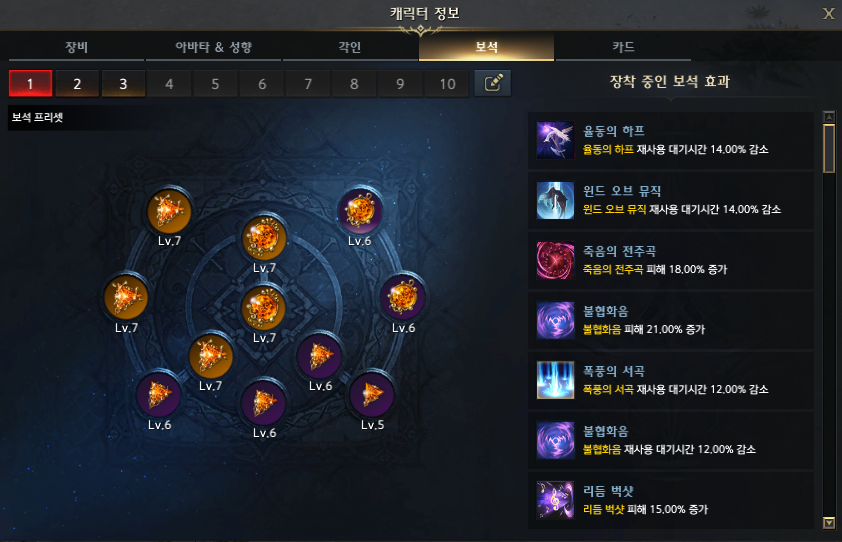 캐릭터 정보
X
장비
아바타 & 성향
각인
보석
카드
1 2 3 4 5 6 7 8 9 10
장착 중인 보석 효과
보석 프리셋
Lv.7
Lv.6
Lv.7
Lv.7
Lv.6
Lv.7
Lv.7
Lv.6
Lv.6
Lv.6
Lv.5
율동의 하프
율동의 하프 재사용 대기시간 14.00% 감소
윈드 오브 뮤직
윈드 오브 뮤직 재사용 대기시간 14.00% 감소
죽음의 전주곡
죽음의 전주곡 피해 18.00% 증가
불협화음
불협화음 피해 21.00% 증가
폭풍의 서곡
폭풍의 서곡 재사용 대기시간 12.00% 감소
불협화음
불협화음 재사용 대기시간 12.00% 감소
리듬 벅샷
리듬 벅샷 피해 15.00% 증가